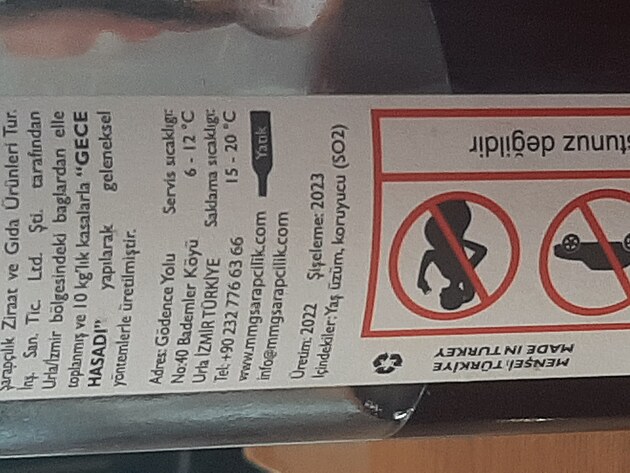 Şarapçılık Ziraat ve Gıda Ürünleri Tur.
İnş. San. Tic. Ltd. Şti. tarafından
Urla/İzmir bölgesindeki bağlardan elle
toplanmış ve 10 kg'lık kasalarla "GECE
HASADI" yapılarak geleneksel
yöntemlerle üretilmiştir.
Adres: Gödence Yolu
No:40 Bademler Köyü
Urla İZMİR TÜRKİYE
Tel:+90 232 776 63 66
www.mmgsarapcilik.com
info@mmgsarapcilik.com
Servis sıcaklığı:
6 - 12 °C
Saklama sıcaklığı:
15 - 20 °C
Yatık
Üretim: 2022 Şişeleme: 2023
İçindekiler: Yaş üzüm, koruyucu (SO2)
değildir
MENŞEİ: TÜRKİYE
MADE IN TURKEY